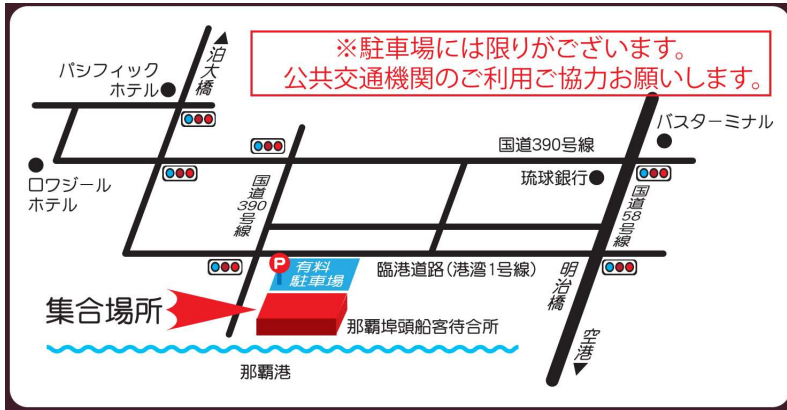 ※駐車場には限りがございます。
公共交通機関のご利用ご協力お願いします。
泊大橋
パシフィック
ホテル
バスターミナル
国道390号線
琉球銀行
ロワジール
ホテル
国道390号線
国道58号線
P
有料
駐車場
臨港道路(港湾1号線)
明治橋
集合場所
那覇埠頭船客待合所
空港
那覇港